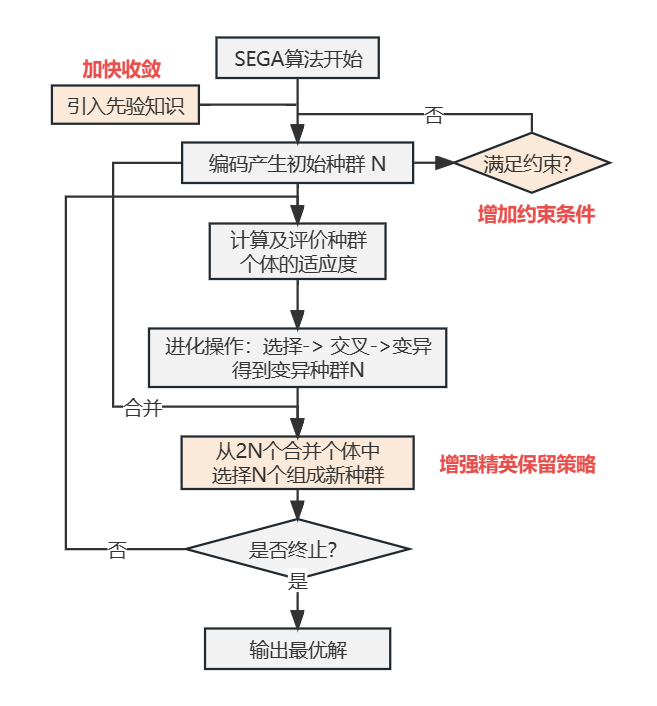 SEGA算法开始
加快收敛
引入先验知识
否
编码产生初始种群 N
满足约束?
增加约束条件
计算及评价种群
个体的适应度
进化操作：选择-> 交叉->变异
得到变异种群N
合并
从2N个合并个体中
选择N个组成新种群
增强精英保留策略
否
是否终止?
是
输出最优解